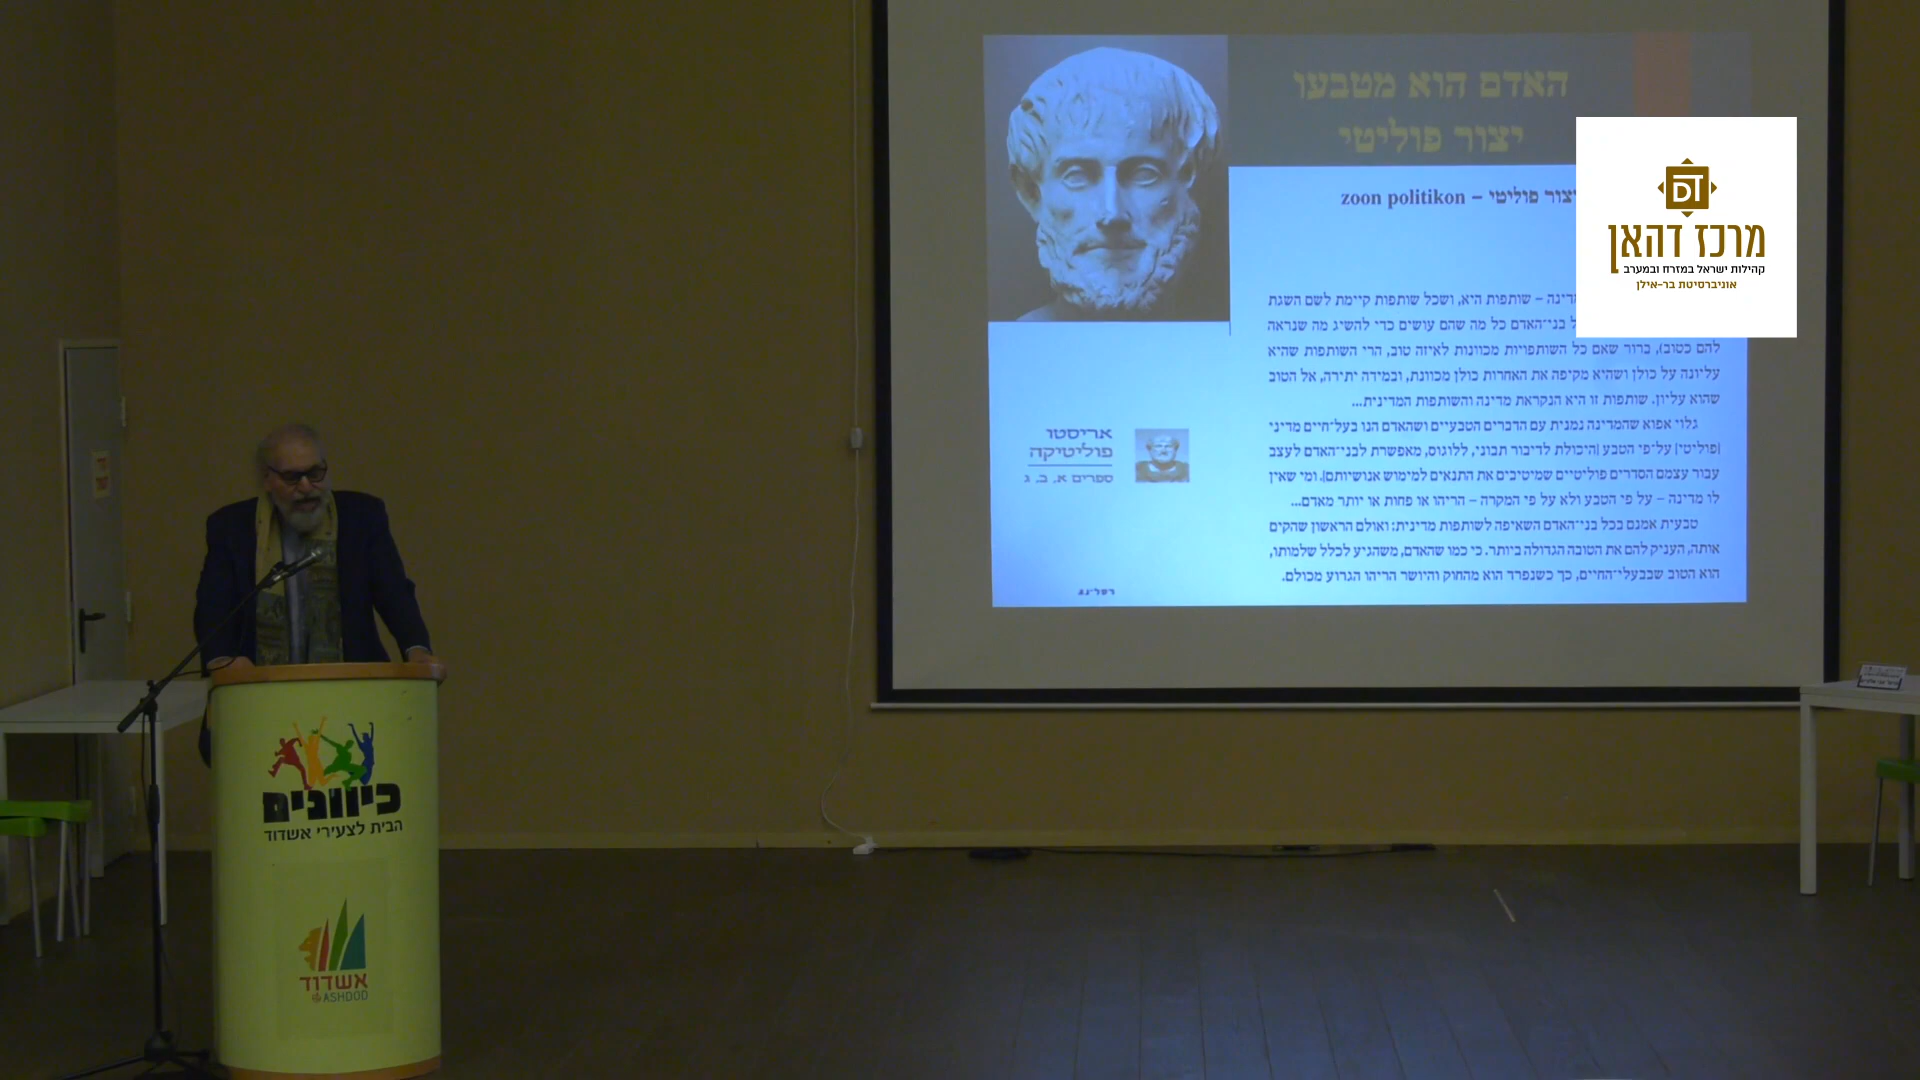 האדם הוא מטבעו
יצור פוליטי
יצור פוליטי – zoon politikon
מדינה – שותפות היא, ושכל שותפות קיימת לשם השגת
בני־האדם כל מה שהם עושים כדי להשיג מה שנראה
להם כטוב), ברור שאם כל השותפויות מכוונות לאיזה טוב, הרי השותפות שהיא
עליונה על כולן ושהיא מקיפה את האחרות כולן מכוונת, ובמידה יתירה, אל הטוב
שהוא עליון. שותפות זו היא הנקראת מדינה והשותפות המדינית...
גלוי אפוא שהמדינה נמנית עם הדברים הטבעיים ושהאדם הנו בעל־חיים מדיני
[פוליטי] על־פי הטבע [היכולת לדיבור תבוני, ללוגוס, מאפשרת לבני־האדם לעצב
עבור עצמם הסדרים פוליטיים שמיטיבים את התנאים למימוש אנושיותם]. ומי שאין
לו מדינה – על פי הטבע ולא על פי המקרה – הריהו או פחות או יותר מאדם...
טבעית אמנם בכל בני־האדם השאיפה לשותפות מדינית: ואולם הראשון שהקים
אותה, העניק להם את הטובה הגדולה ביותר. כי כמו שהאדם, משהגיע לכלל שלמותו,
הוא הטוב שבבעלי־החיים, כך כשנפרד הוא מהחוק והיושר הריהו הגרוע מכולם.
אריסטו
פוליטיקה
ספרים א, ב, ג
מרכז דהאן
קהילות ישראל במזרח ובמערב
אוניברסיטת בר-אילן
כיוונים
הבית לצעירי אשדוד
אשדוד
ASHDOD